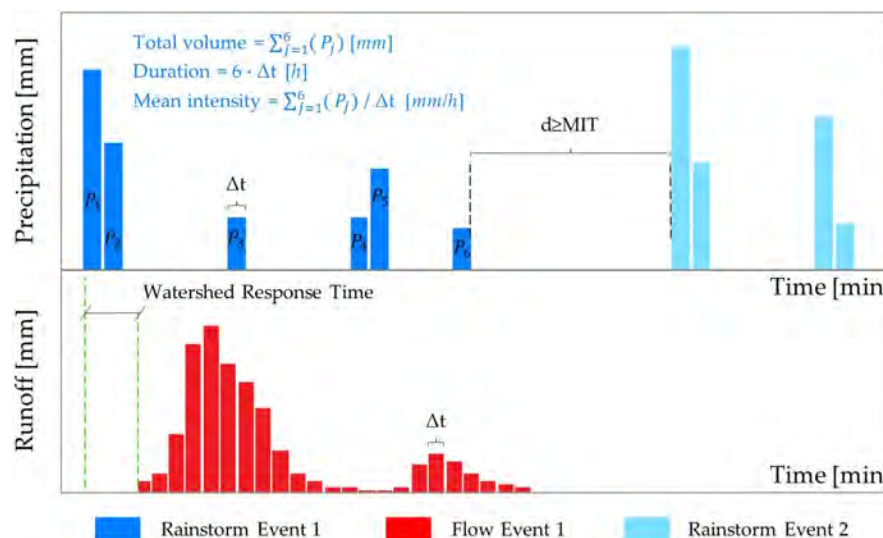 Precipitation [mm]
Total volume = ∑⁶ⱼ₌₁(Pⱼ) [mm]
Duration = 6 · Δt [h]
Mean intensity = ∑⁶ⱼ₌₁(Pⱼ) / Δt [mm/h]
d≥MIT
Δt
P₁
P₂
P₃
P₄
P₅
P₆
Time [min
Runoff [mm]
Watershed Response Time
Δt
Time [min
Rainstorm Event 1
Flow Event 1
Rainstorm Event 2